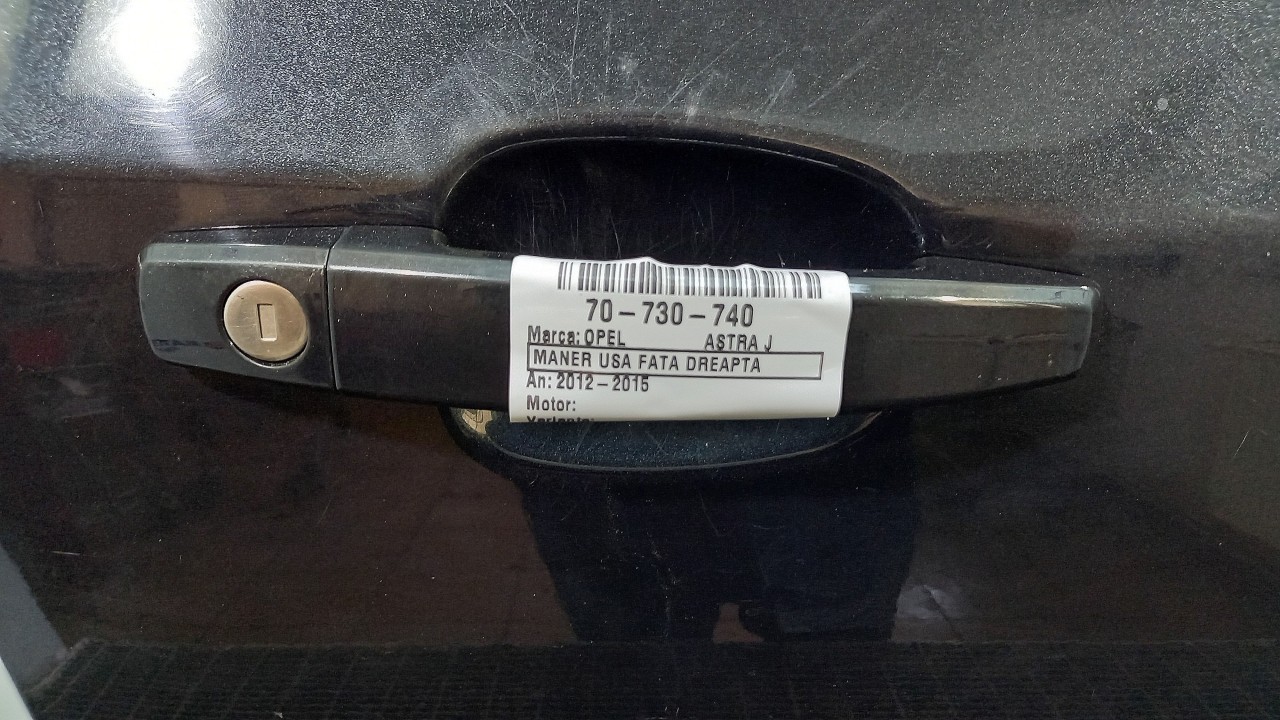 70-730-740
Marca: OPEL ASTRA J
MANER USA FATA DREAPTA
An: 2012-2015
Motor: